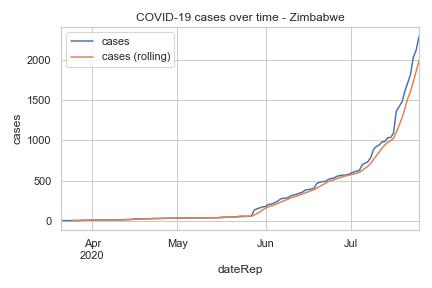 COVID-19 cases over time - Zimbabwe
cases
cases (rolling)
cases
2000
1500
1000
500
0
Apr
2020
May
Jun
Jul
dateRep